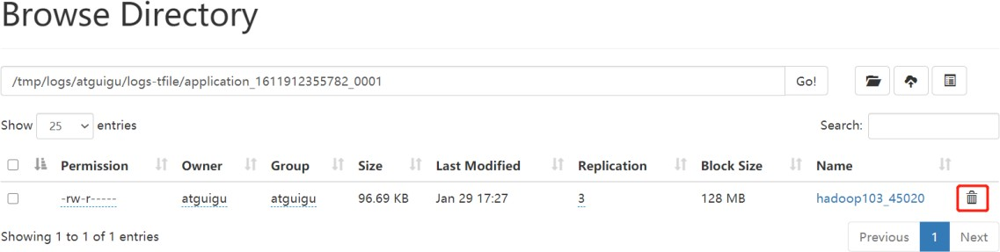 Browse Directory
/tmp/logs/atguigu/logs-tfile/application_1611912355782_0001 Go!
Show 25 entries Search:
Permission Owner Group Size Last Modified Replication Block Size Name
-rw-r----- atguigu atguigu 96.69 KB Jan 29 17:27 3 128 MB hadoop103_45020
Showing 1 to 1 of 1 entries Previous 1 Next